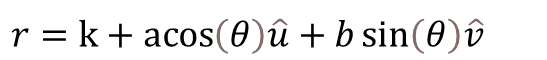 r = k + acos(θ)û + b sin(θ)v̂